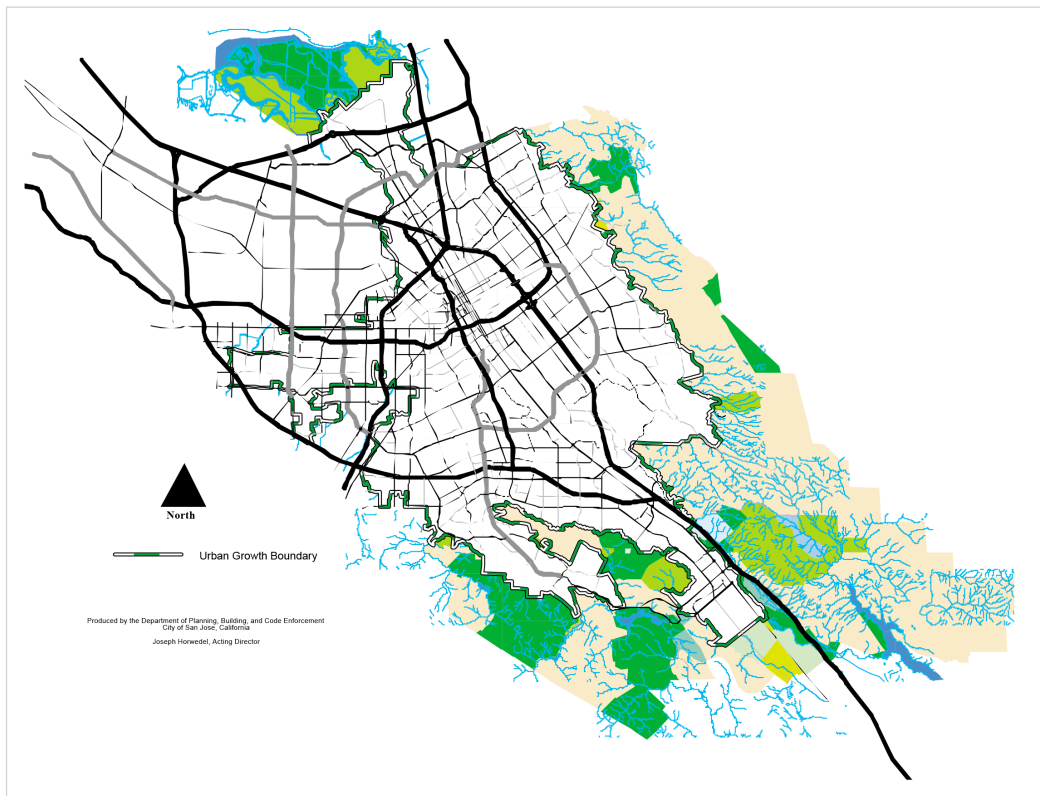 North
Urban Growth Boundary
Produced by the Department of Planning, Building, and Code Enforcement
City of San Jose, California
Joseph Horwedel, Acting Director